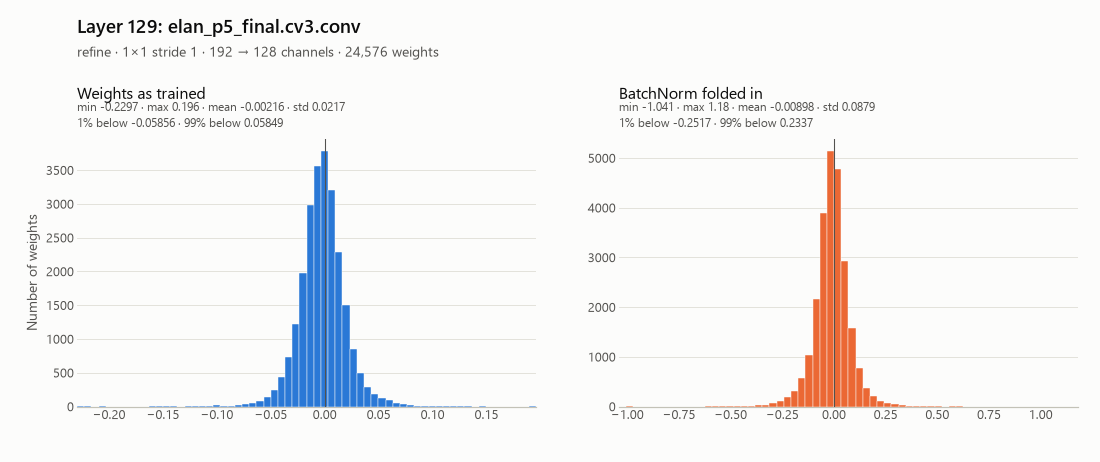 Layer 129: elan_p5_final.cv3.conv
refine · 1×1 stride 1 · 192 → 128 channels · 24,576 weights
Weights as trained
min -0.2297 · max 0.196 · mean -0.00216 · std 0.0217
1% below -0.05856 · 99% below 0.05849
Number of weights
3500
3000
2500
2000
1500
1000
500
0
−0.20 −0.15 −0.10 −0.05 0.00 0.05 0.10 0.15
BatchNorm folded in
min -1.041 · max 1.18 · mean -0.00898 · std 0.0879
1% below -0.2517 · 99% below 0.2337
5000
4000
3000
2000
1000
0
−1.00 −0.75 −0.50 −0.25 0.00 0.25 0.50 0.75 1.00